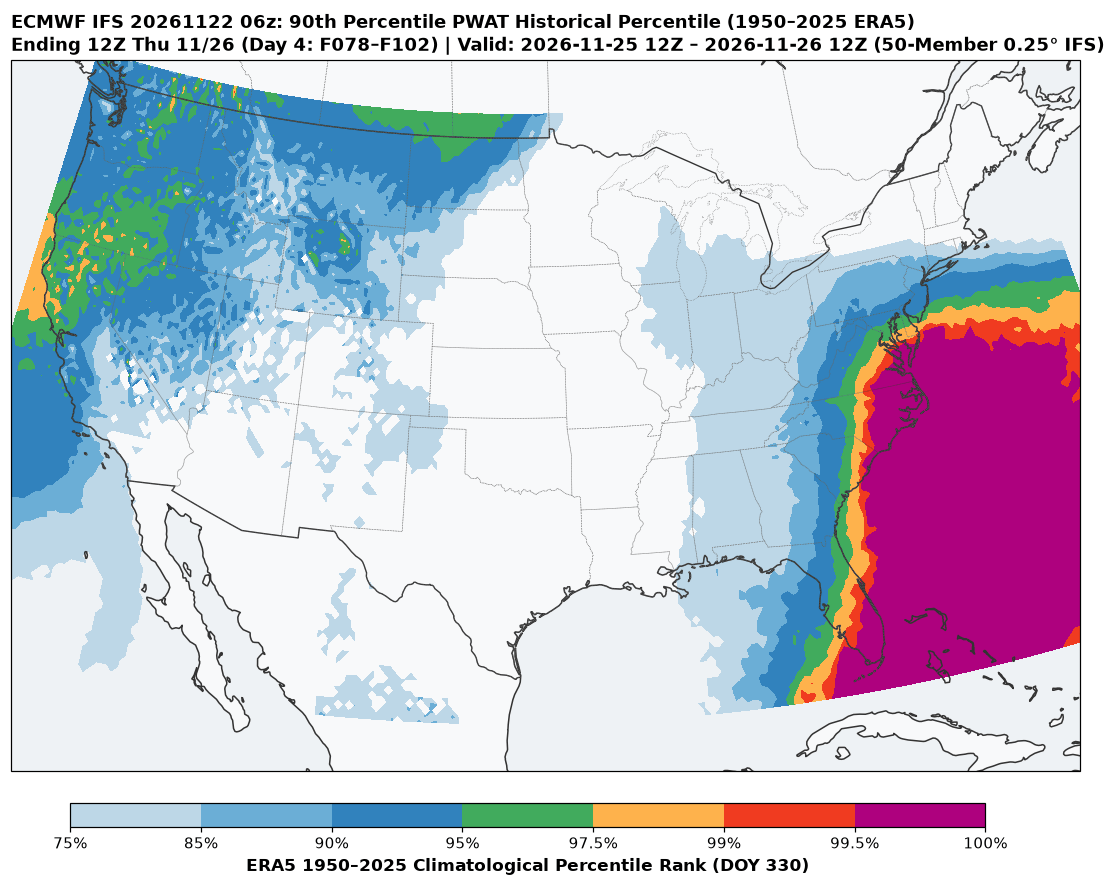 ECMWF IFS 20261122 06z: 90th Percentile PWAT Historical Percentile (1950–2025 ERA5)
Ending 12Z Thu 11/26 (Day 4: F078–F102) | Valid: 2026-11-25 12Z – 2026-11-26 12Z (50-Member 0.25° IFS)
75% 85% 90% 95% 97.5% 99% 99.5% 100%
ERA5 1950–2025 Climatological Percentile Rank (DOY 330)